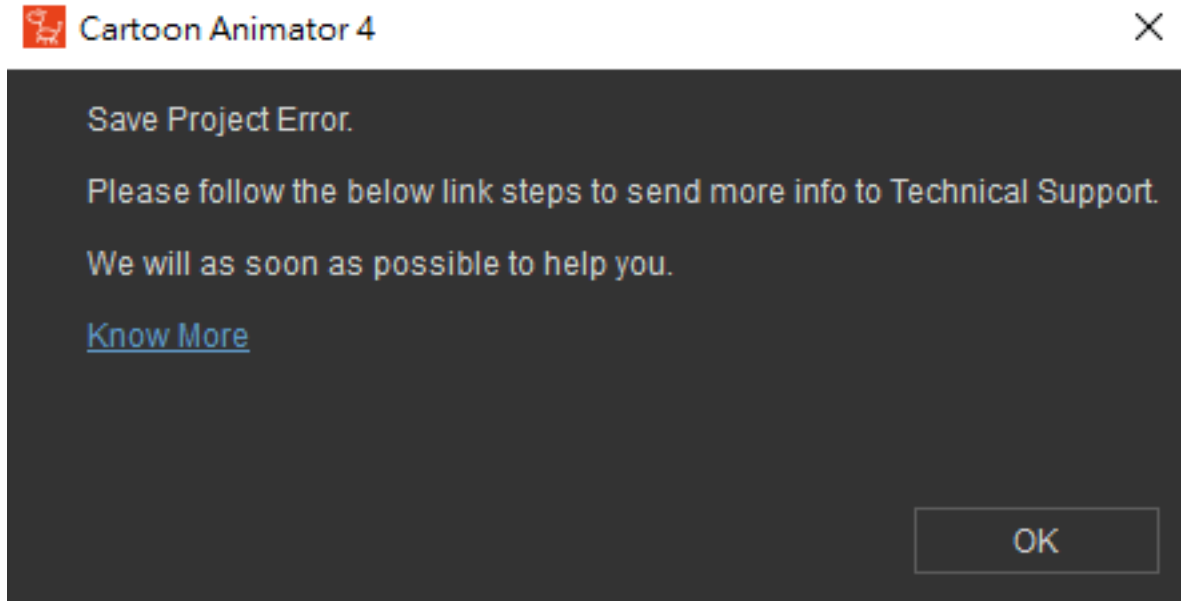 Cartoon Animator 4
Save Project Error.
Please follow the below link steps to send more info to Technical Support.
We will as soon as possible to help you.
Know More
OK